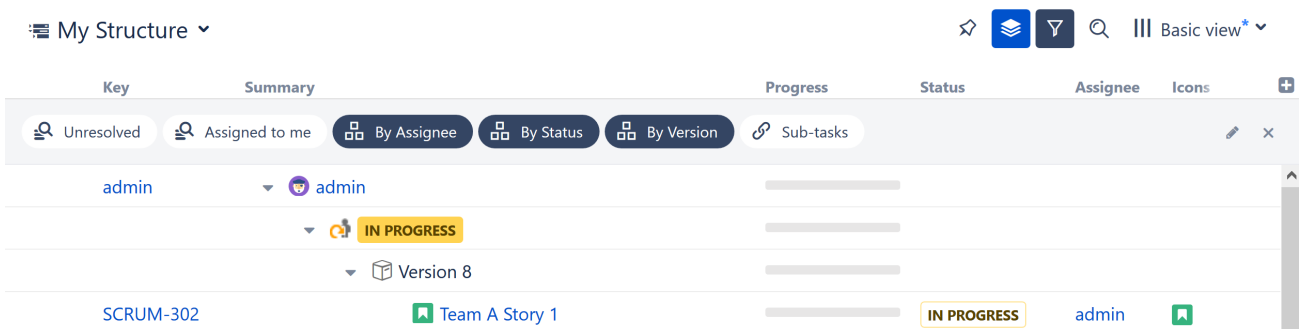 My Structure
Basic view*
Key Summary Progress Status Assignee Icons
Unresolved Assigned to me By Assignee By Status By Version Sub-tasks
admin admin
IN PROGRESS
Version 8
SCRUM-302 Team A Story 1 IN PROGRESS admin